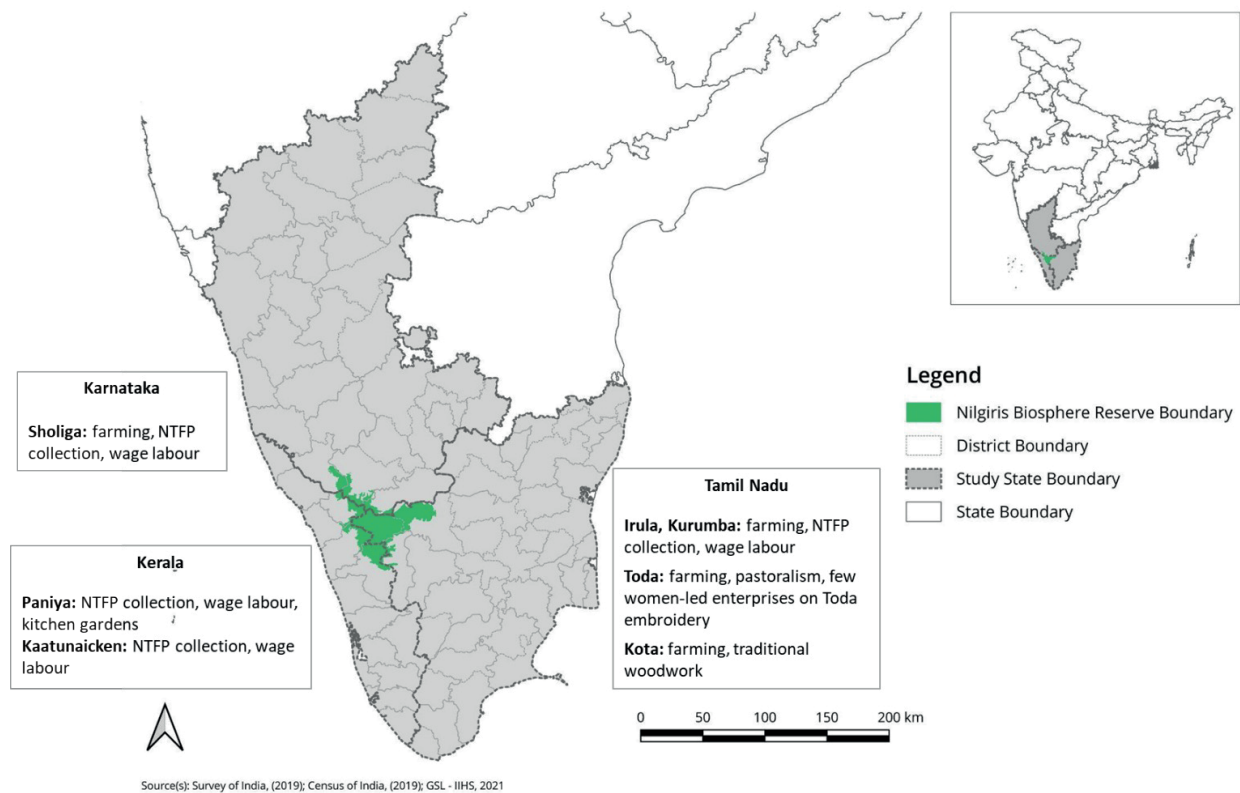 Karnataka
Sholiga: farming, NTFP
collection, wage labour
Kerala
Paniya: NTFP collection, wage labour,
kitchen gardens
Kaatunaicken: NTFP collection, wage
labour
Tamil Nadu
Irula, Kurumba: farming, NTFP
collection, wage labour
Toda: farming, pastoralism, few
women-led enterprises on Toda
embroidery
Kota: farming, traditional
woodwork
Legend
Nilgiris Biosphere Reserve Boundary
District Boundary
Study State Boundary
State Boundary
0 50 100 150 200 km
Source(s): Survey of India, (2019); Census of India, (2019); GSL - IIHS, 2021